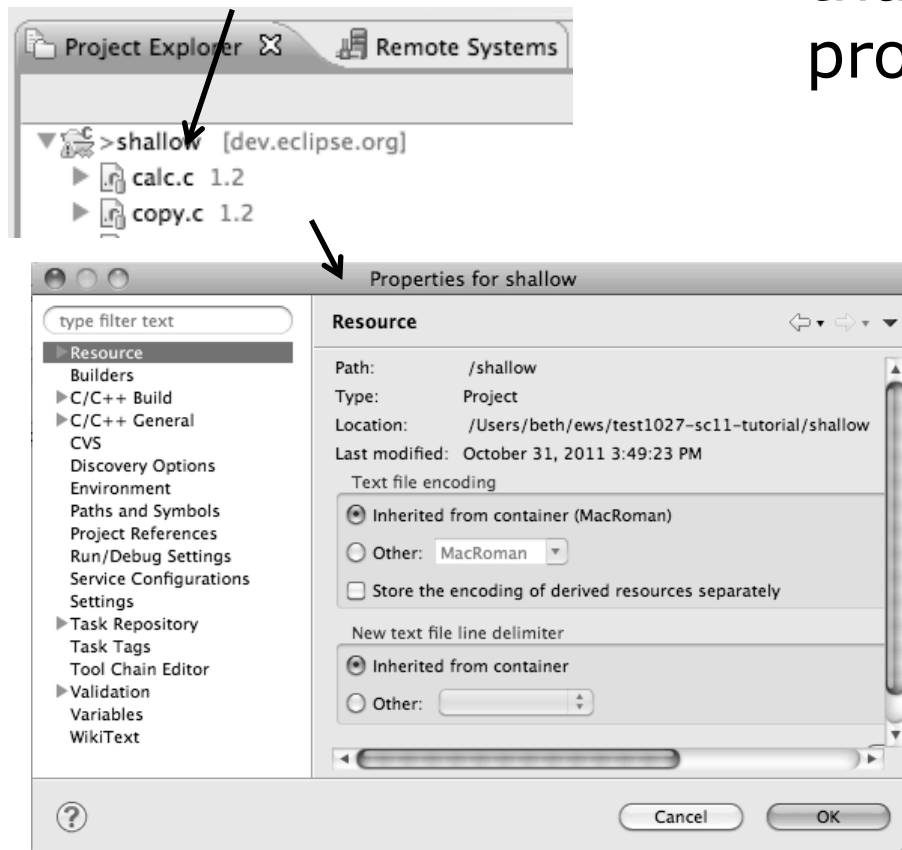 pro
Project Explorer Remote Systems
>shallow [dev.eclipse.org]
calc.c 1.2
copy.c 1.2
Properties for shallow
type filter text
Resource
Builders
C/C++ Build
C/C++ General
CVS
Discovery Options
Environment
Paths and Symbols
Project References
Run/Debug Settings
Service Configurations
Settings
Task Repository
Task Tags
Tool Chain Editor
Validation
Variables
WikiText
Resource
Path: /shallow
Type: Project
Location: /Users/beth/ews/test1027-sc11-tutorial/shallow
Last modified: October 31, 2011 3:49:23 PM
Text file encoding
Inherited from container (MacRoman)
Other: MacRoman
Store the encoding of derived resources separately
New text file line delimiter
Inherited from container
Other:
?
Cancel OK